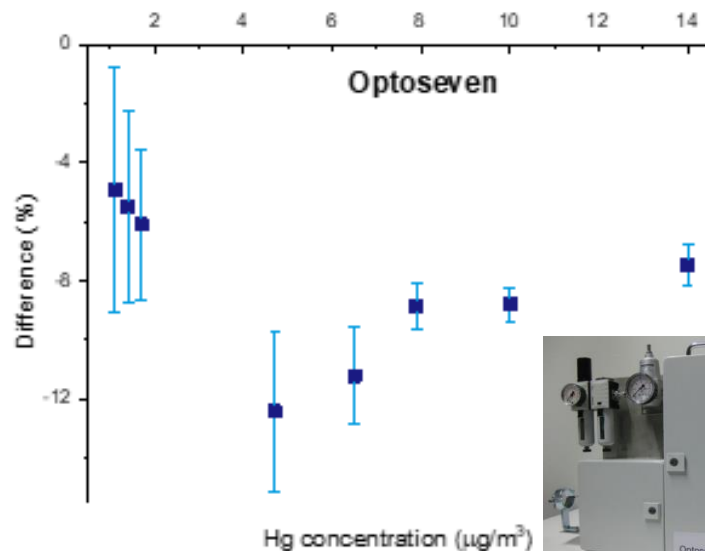 0 2 4 6 8 10 12 14
Optoseven
-4
-8
-12
Difference (%)
Hg concentration (µg/m³)